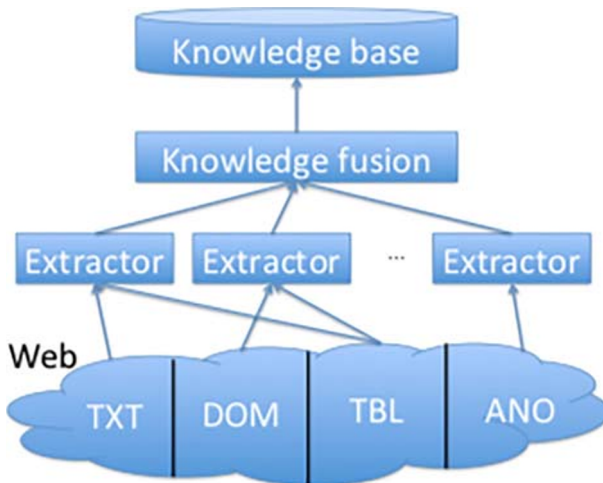 Knowledge base
Knowledge fusion
Extractor Extractor ... Extractor
Web
TXT DOM TBL ANO